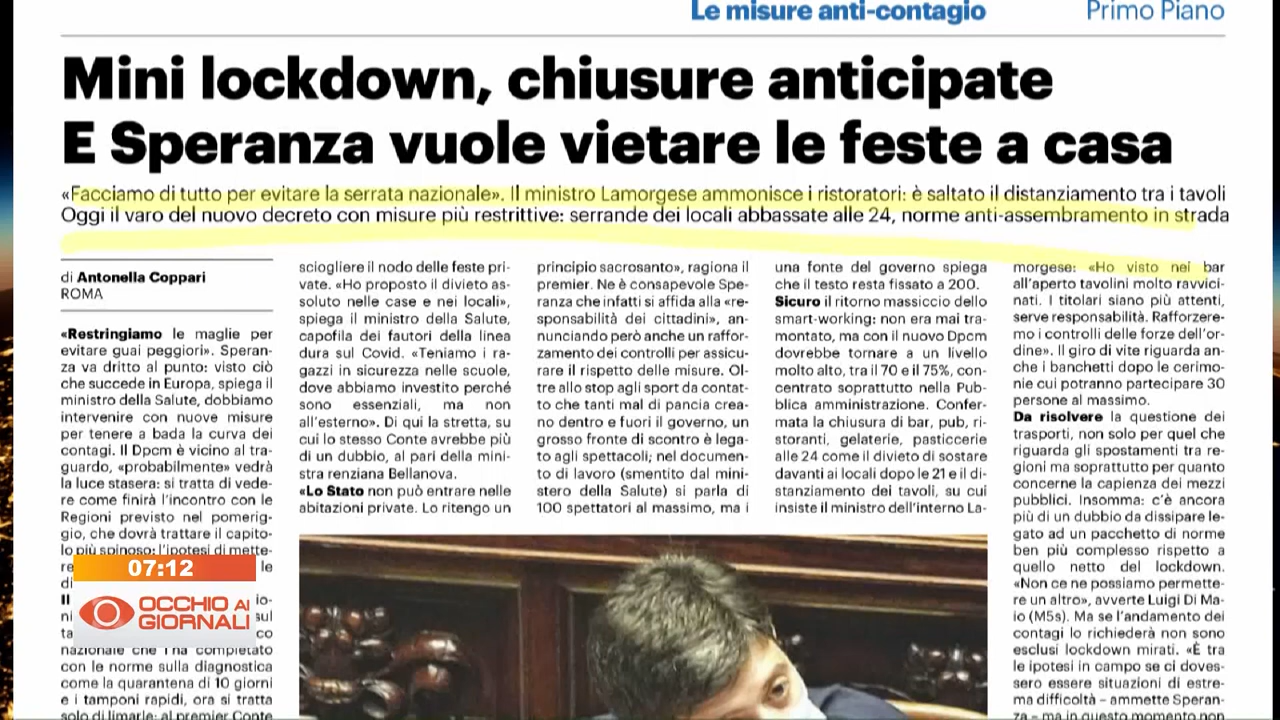 Le misure anti-contagio
Primo Piano
Mini lockdown, chiusure anticipate
E Speranza vuole vietare le feste a casa
«Facciamo di tutto per evitare la serrata nazionale». Il ministro Lamorgese ammonisce i ristoratori: è saltato il distanziamento tra i tavoli
Oggi il varo del nuovo decreto con misure più restrittive: serrande dei locali abbassate alle 24, norme anti-assembramento in strada
di Antonella Coppari
ROMA
«Restringiamo le maglie per
evitare guai peggiori». Speran-
za va dritto al punto: visto ciò
che succede in Europa, spiega il
ministro della Salute, dobbiamo
intervenire con nuove misure
per tenere a bada la curva dei
contagi. Il Dpcm è vicino al tra-
guardo, «probabilmente» vedrà
la luce stasera: si tratta di vede-
re come finirà l'incontro con le
Regioni previsto nel pomerig-
gio, che dovrà trattare il capito-
lo più spinoso: l'ipotesi di mette-
re le
di
Il io-
ni sul
ta co
nazionale che l'ha completato
con le norme sulla diagnostica
come la quarantena di 10 giorni
e i tamponi rapidi, ora si tratta
solo di limarle: al premier Conte
sciogliere il nodo delle feste pri-
vate. «Ho proposto il divieto as-
soluto nelle case e nei locali»,
spiega il ministro della Salute,
capofila dei fautori della linea
dura sul Covid. «Teniamo i ra-
gazzi in sicurezza nelle scuole,
dove abbiamo investito perché
sono essenziali, ma non
all'esterno». Di qui la stretta, su
cui lo stesso Conte avrebbe più
di un dubbio, al pari della mini-
stra renziana Bellanova.
«Lo Stato non può entrare nelle
abitazioni private. Lo ritengo un
principio sacrosanto», ragiona il
premier. Ne è consapevole Spe-
ranza che infatti si affida alla «re-
sponsabilità dei cittadini», an-
nunciando però anche un raffor-
zamento dei controlli per assicu-
rare il rispetto delle misure. Ol-
tre allo stop agli sport da contat-
to che tanti mal di pancia crea-
no dentro e fuori il governo, un
grosso fronte di scontro è lega-
to agli spettacoli; nel documen-
to di lavoro (smentito dal mini-
stero della Salute) si parla di
100 spettatori al massimo, ma i
una fonte del governo spiega
che il testo resta fissato a 200.
Sicuro il ritorno massiccio dello
smart-working: non era mai tra-
montato, ma con il nuovo Dpcm
dovrebbe tornare a un livello
molto alto, tra il 70 e il 75%, con-
centrato soprattutto nella Pub-
blica amministrazione. Confer-
mata la chiusura di bar, pub, ri-
storanti, gelaterie, pasticcerie
alle 24 come il divieto di sostare
davanti ai locali dopo le 21 e il di-
stanziamento dei tavoli, su cui
insiste il ministro dell'interno La-
morgese: «Ho visto nei bar
all'aperto tavolini molto ravvici-
nati. I titolari siano più attenti,
serve responsabilità. Rafforzere-
mo i controlli delle forze dell'or-
dine». Il giro di vite riguarda an-
che i banchetti dopo le cerimo-
nie cui potranno partecipare 30
persone al massimo.
Da risolvere la questione dei
trasporti, non solo per quel che
riguarda gli spostamenti tra re-
gioni ma soprattutto per quanto
concerne la capienza dei mezzi
pubblici. Insomma: c'è ancora
più di un dubbio da dissipare le-
gato ad un pacchetto di norme
ben più complesso rispetto a
quello netto del lockdown.
«Non ce ne possiamo permette-
re un altro», avverte Luigi Di Ma-
io (M5s). Ma se l'andamento dei
contagi lo richiederà non sono
esclusi lockdown mirati. «È tra
le ipotesi in campo se ci doves-
sero essere situazioni di estre-
ma difficoltà – ammette Speran-
za – ma in questo momento non
07:12
OCCHIO AI
GIORNALI